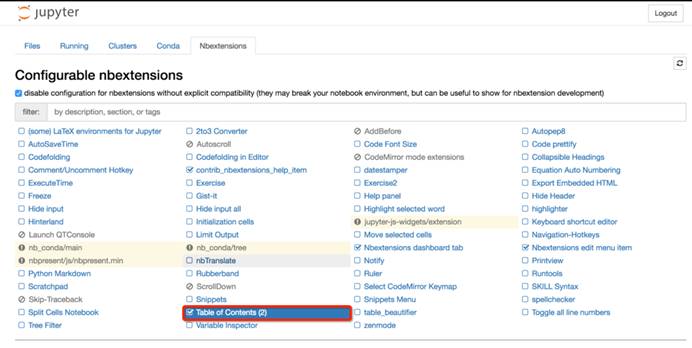 jupyter
Logout
Files Running Clusters Conda Nbextensions
Configurable nbextensions
disable configuration for nbextensions without explicit compatibility (they may break your notebook environment, but can be useful to show for nbextension development)
filter: by description, section, or tags
(some) LaTeX environments for Jupyter 2to3 Converter AddBefore Autopep8
AutoSaveTime Autoscroll Code Font Size Code prettify
Codefolding Codefolding in Editor CodeMirror mode extensions Collapsible Headings
Comment/Uncomment Hotkey contrib_nbextensions_help_item datestamper Equation Auto Numbering
ExecuteTime Exercise Exercise2 Export Embedded HTML
Freeze Gist-it Help panel Hide Header
Hide input Hide input all Highlight selected word highlighter
Hinterland Initialization cells jupyter-js-widgets/extension Keyboard shortcut editor
Launch QTConsole Limit Output Move selected cells Navigation-Hotkeys
nb_conda/main nb_conda/tree Nbextensions dashboard tab Nbextensions edit menu item
nbpresent/js/nbpresent.min nbTranslate Notify Printview
Python Markdown Rubberband Ruler Runtools
Scratchpad ScrollDown Select CodeMirror Keymap SKILL Syntax
Skip-Traceback Snippets Snippets Menu spellchecker
Split Cells Notebook Table of Contents (2) table_beautifier Toggle all line numbers
Tree Filter Variable Inspector zenmode